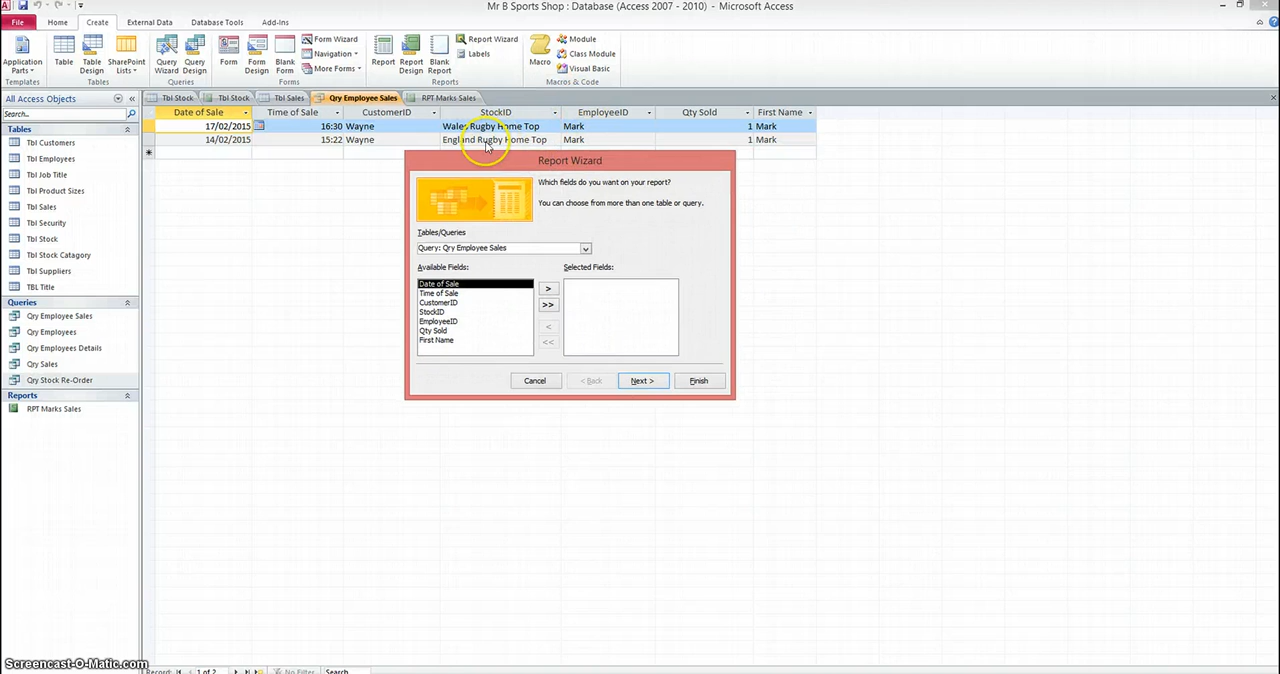 Mr B Sports Shop : Database (Access 2007 - 2010) - Microsoft Access
File Home Create External Data Database Tools Add-Ins
Application Parts Table Table Design SharePoint Lists Query Wizard Query Design Form Form Design Blank Form Form Wizard Navigation More Forms Report Report Design Blank Report Report Wizard Labels Macro Module Class Module Visual Basic
Templates Tables Queries Forms Reports Macros & Code
All Access Objects
Search...
Tables
Tbl Customers
Tbl Employees
Tbl Job Title
Tbl Product Sizes
Tbl Sales
Tbl Security
Tbl Stock
Tbl Stock Catagory
Tbl Suppliers
TBL Title
Queries
Qry Employee Sales
Qry Employees
Qry Employees Details
Qry Sales
Qry Stock Re-Order
Reports
RPT Marks Sales
Tbl Stock Tbl Stock Tbl Sales Qry Employee Sales RPT Marks Sales
Date of Sale Time of Sale CustomerID StockID EmployeeID Qty Sold First Name
17/02/2015 16:30 Wayne Wales Rugby Home Top Mark 1 Mark
14/02/2015 15:22 Wayne England Rugby Home Top Mark 1 Mark
Report Wizard
Which fields do you want on your report?
You can choose from more than one table or query.
Tables/Queries
Query: Qry Employee Sales
Available Fields: Selected Fields:
Date of Sale
Time of Sale
CustomerID
StockID
EmployeeID
Qty Sold
First Name
> 
>>
<
<<
Cancel < Back Next > Finish
Screencast-O-Matic.com
Record: 1 of 2 No Filter Search